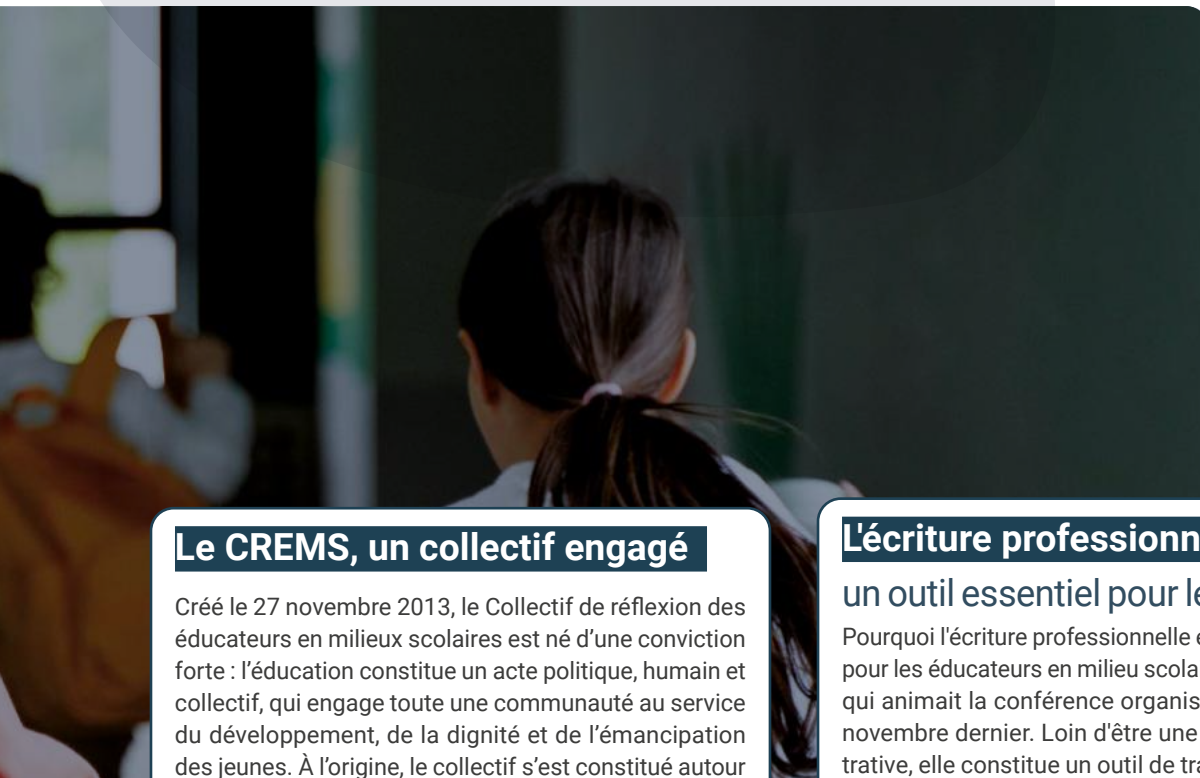 Le CREMS, un collectif engagé
Créé le 27 novembre 2013, le Collectif de réflexion des
éducateurs en milieux scolaires est né d’une conviction
forte : l’éducation constitue un acte politique, humain et
collectif, qui engage toute une communauté au service
du développement, de la dignité et de l’émancipation
des jeunes. À l’origine, le collectif s’est constitué autour
L'écriture professionn
un outil essentiel pour le
Pourquoi l'écriture professionnelle e
pour les éducateurs en milieu scola
qui animait la conférence organis
novembre dernier. Loin d'être une
trative, elle constitue un outil de tra